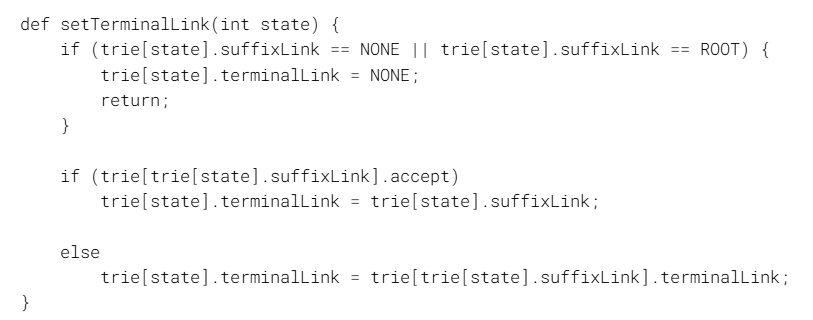 def setTerminalLink(int state) {
    if (trie[state].suffixLink == NONE || trie[state].suffixLink == ROOT) {
        trie[state].terminalLink = NONE;
        return;
    }

    if (trie[trie[state].suffixLink].accept)
        trie[state].terminalLink = trie[state].suffixLink;

    else
        trie[state].terminalLink = trie[trie[state].suffixLink].terminalLink;
}